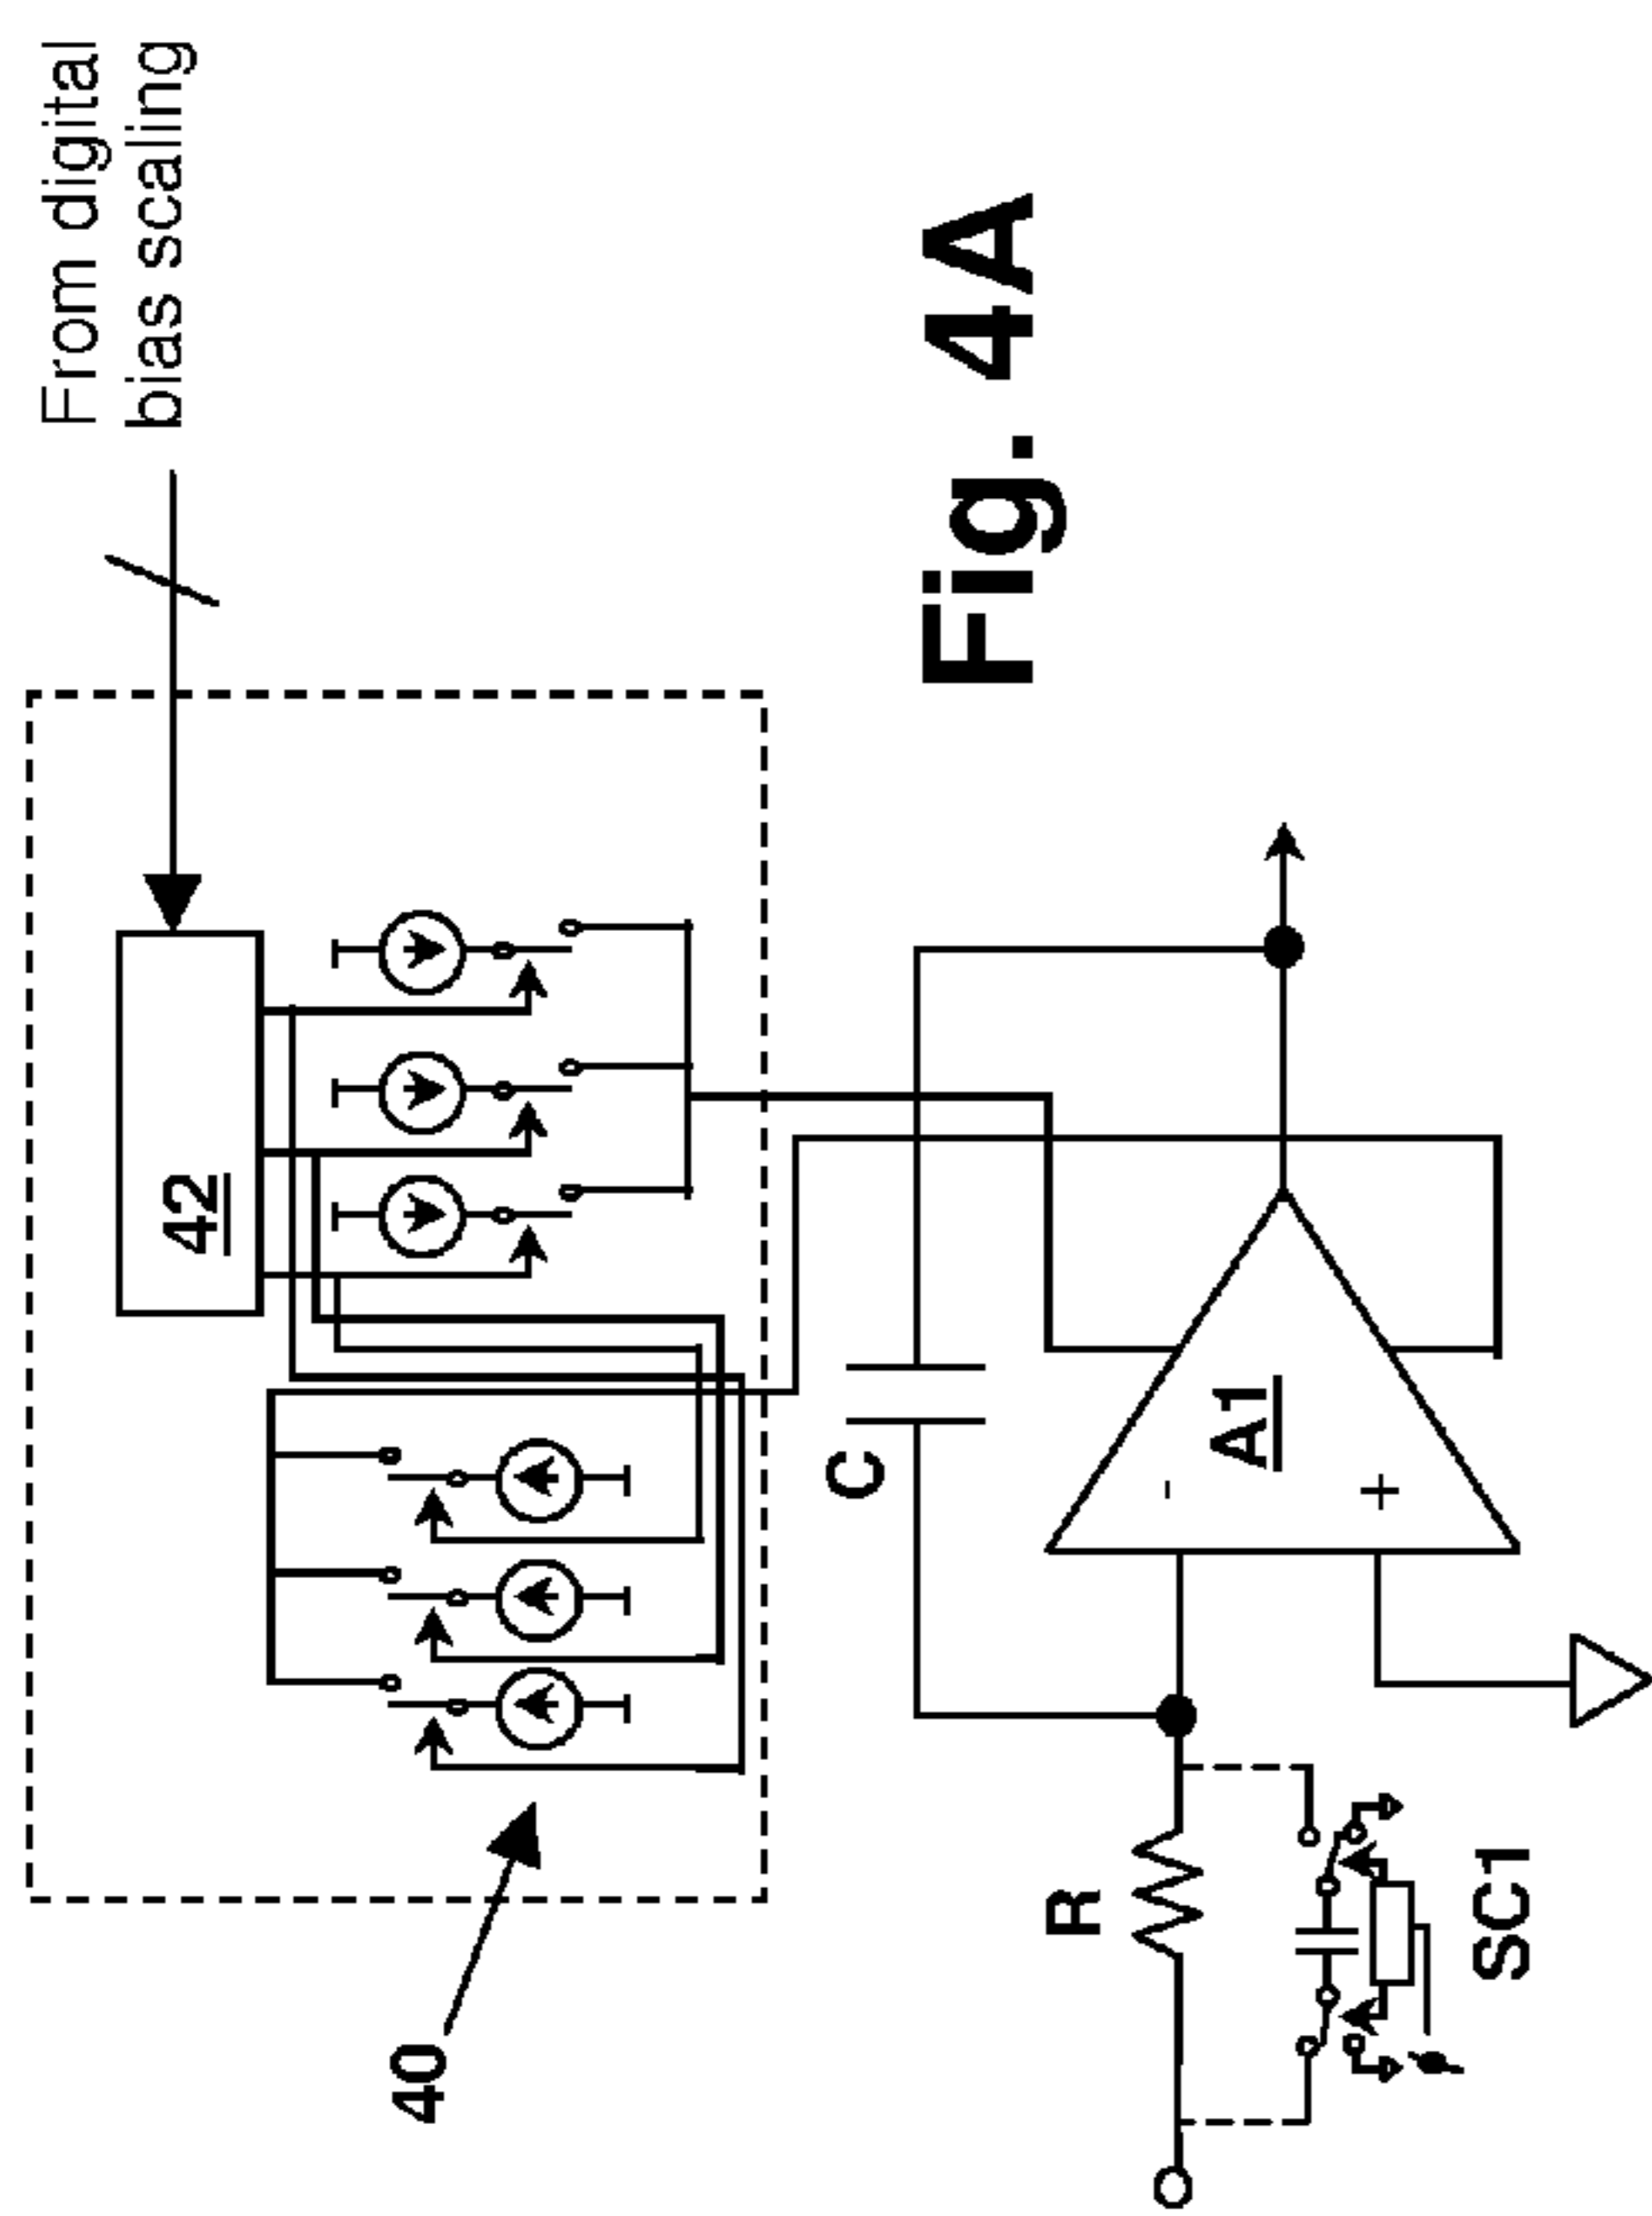 From digital
bias scaling
42
40
C
A1
-
+
R
SC1
ϕ
Fig. 4A